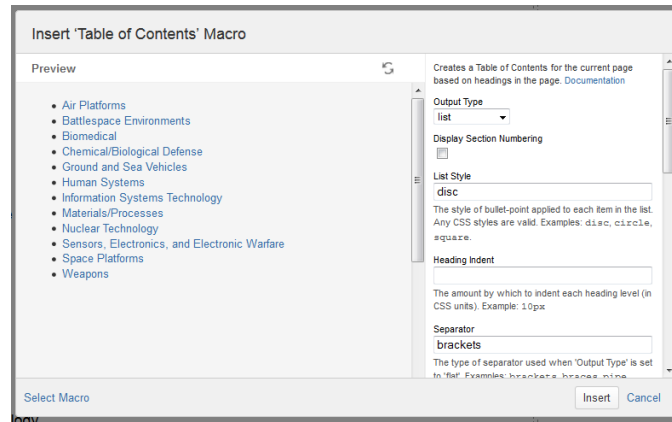 Insert ‘Table of Contents’ Macro
Preview
Air Platforms
Battlespace Environments
Biomedical
Chemical/Biological Defense
Ground and Sea Vehicles
Human Systems
Information Systems Technology
Materials/Processes
Nuclear Technology
Sensors, Electronics, and Electronic Warfare
Space Platforms
Weapons
Creates a Table of Contents for the current page
based on headings in the page. Documentation
Output Type
list
Display Section Numbering
List Style
disc
The style of bullet-point applied to each item in the list.
Any CSS styles are valid. Examples: disc, circle,
square.
Heading Indent
The amount by which to indent each heading level (in
CSS units). Example: 10px
Separator
brackets
The type of separator used when 'Output Type' is set
to 'flat'. Examples: brackets, braces, pipe
Select Macro
Insert
Cancel